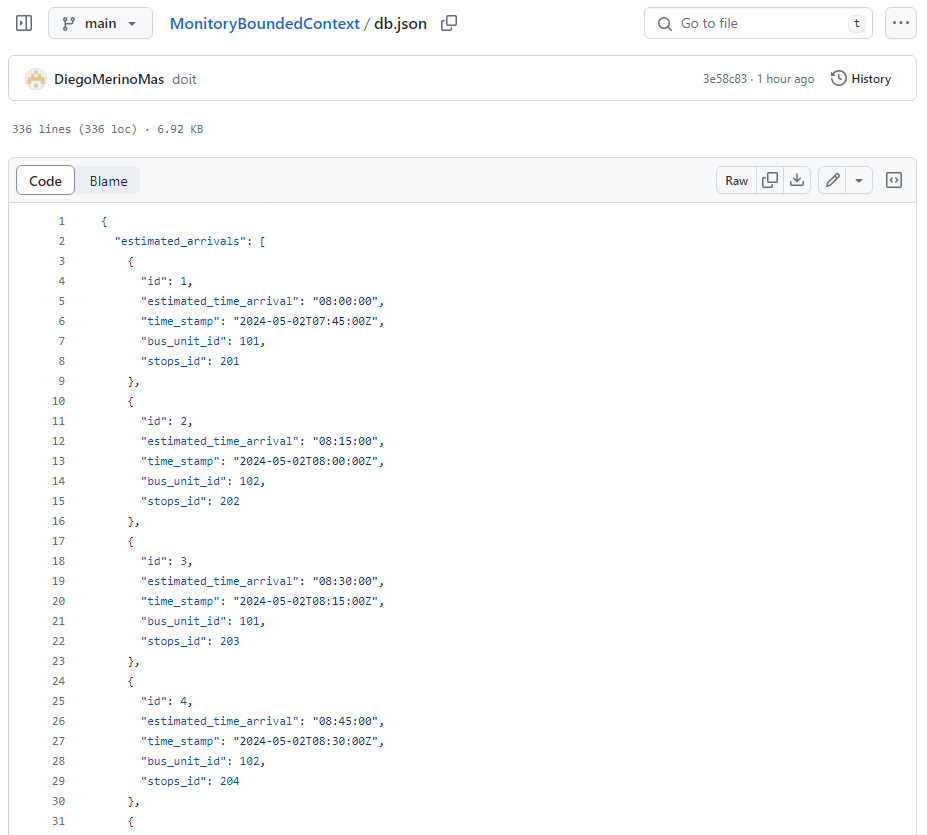 main
MonitoryBoundedContext / db.json
Go to file
t
DiegoMerinoMas doit
3e58c83 · 1 hour ago
History
336 lines (336 loc) · 6.92 KB
Code
Blame
Raw
1 {
2 "estimated_arrivals": [
3 {
4 "id": 1,
5 "estimated_time_arrival": "08:00:00",
6 "time_stamp": "2024-05-02T07:45:00Z",
7 "bus_unit_id": 101,
8 "stops_id": 201
9 },
10 {
11 "id": 2,
12 "estimated_time_arrival": "08:15:00",
13 "time_stamp": "2024-05-02T08:00:00Z",
14 "bus_unit_id": 102,
15 "stops_id": 202
16 },
17 {
18 "id": 3,
19 "estimated_time_arrival": "08:30:00",
20 "time_stamp": "2024-05-02T08:15:00Z",
21 "bus_unit_id": 101,
22 "stops_id": 203
23 },
24 {
25 "id": 4,
26 "estimated_time_arrival": "08:45:00",
27 "time_stamp": "2024-05-02T08:30:00Z",
28 "bus_unit_id": 102,
29 "stops_id": 204
30 },
31 {